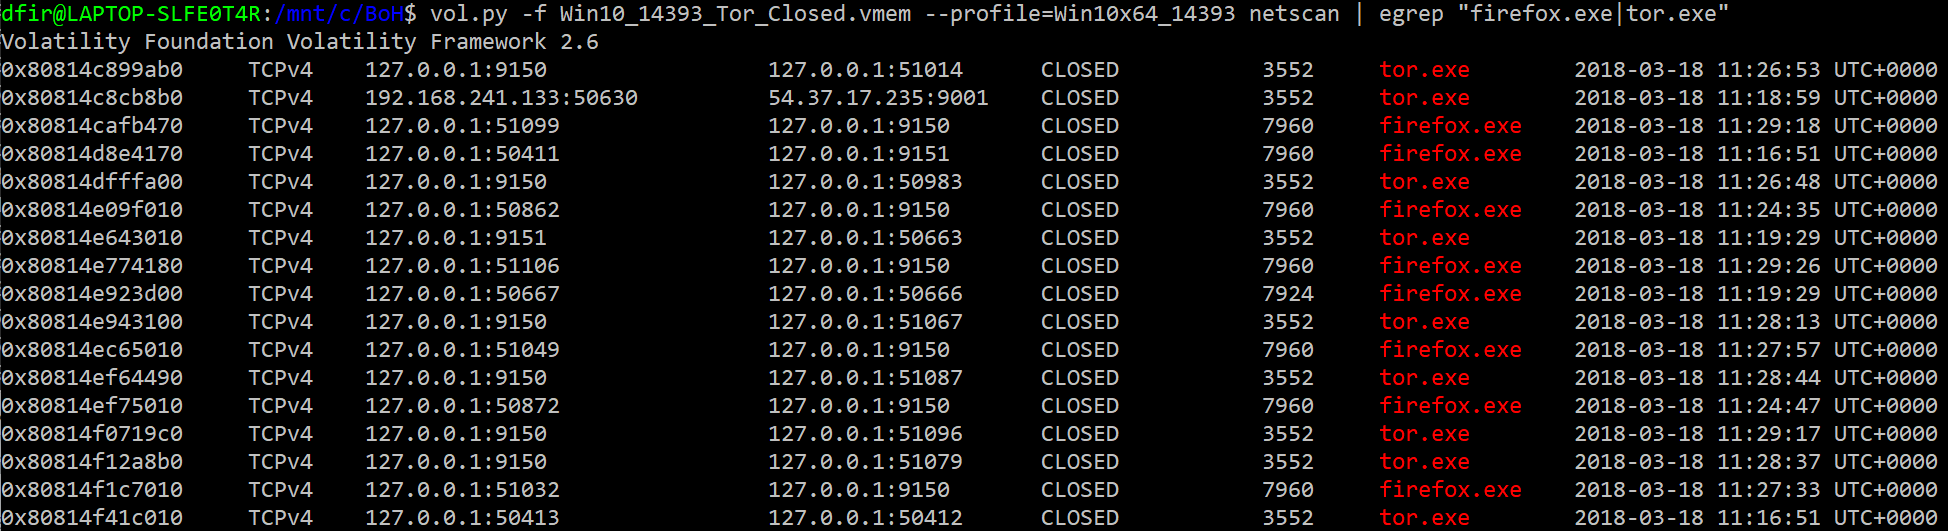 dfir@LAPTOP-SLFE0T4R:/mnt/c/BoH$ vol.py -f Win10_14393_Tor_Closed.vmem --profile=Win10x64_14393 netscan | egrep "firefox.exe|tor.exe"
Volatility Foundation Volatility Framework 2.6
0x80814c899ab0 TCPv4 127.0.0.1:9150 127.0.0.1:51014 CLOSED 3552 tor.exe 2018-03-18 11:26:53 UTC+0000
0x80814c8cb8b0 TCPv4 192.168.241.133:50630 54.37.17.235:9001 CLOSED 3552 tor.exe 2018-03-18 11:18:59 UTC+0000
0x80814cafb470 TCPv4 127.0.0.1:51099 127.0.0.1:9150 CLOSED 7960 firefox.exe 2018-03-18 11:29:18 UTC+0000
0x80814d8e4170 TCPv4 127.0.0.1:50411 127.0.0.1:9151 CLOSED 7960 firefox.exe 2018-03-18 11:16:51 UTC+0000
0x80814dfffa00 TCPv4 127.0.0.1:9150 127.0.0.1:50983 CLOSED 3552 tor.exe 2018-03-18 11:26:48 UTC+0000
0x80814e09f010 TCPv4 127.0.0.1:50862 127.0.0.1:9150 CLOSED 7960 firefox.exe 2018-03-18 11:24:35 UTC+0000
0x80814e643010 TCPv4 127.0.0.1:9151 127.0.0.1:50663 CLOSED 3552 tor.exe 2018-03-18 11:19:29 UTC+0000
0x80814e774180 TCPv4 127.0.0.1:51106 127.0.0.1:9150 CLOSED 7960 firefox.exe 2018-03-18 11:29:26 UTC+0000
0x80814e923d00 TCPv4 127.0.0.1:50667 127.0.0.1:50666 CLOSED 7924 firefox.exe 2018-03-18 11:19:29 UTC+0000
0x80814e943100 TCPv4 127.0.0.1:9150 127.0.0.1:51067 CLOSED 3552 tor.exe 2018-03-18 11:28:13 UTC+0000
0x80814ec65010 TCPv4 127.0.0.1:51049 127.0.0.1:9150 CLOSED 7960 firefox.exe 2018-03-18 11:27:57 UTC+0000
0x80814ef64490 TCPv4 127.0.0.1:9150 127.0.0.1:51087 CLOSED 3552 tor.exe 2018-03-18 11:28:44 UTC+0000
0x80814ef75010 TCPv4 127.0.0.1:50872 127.0.0.1:9150 CLOSED 7960 firefox.exe 2018-03-18 11:24:47 UTC+0000
0x80814f0719c0 TCPv4 127.0.0.1:9150 127.0.0.1:51096 CLOSED 3552 tor.exe 2018-03-18 11:29:17 UTC+0000
0x80814f12a8b0 TCPv4 127.0.0.1:9150 127.0.0.1:51079 CLOSED 3552 tor.exe 2018-03-18 11:28:37 UTC+0000
0x80814f1c7010 TCPv4 127.0.0.1:51032 127.0.0.1:9150 CLOSED 7960 firefox.exe 2018-03-18 11:27:33 UTC+0000
0x80814f41c010 TCPv4 127.0.0.1:50413 127.0.0.1:50412 CLOSED 3552 tor.exe 2018-03-18 11:16:51 UTC+0000